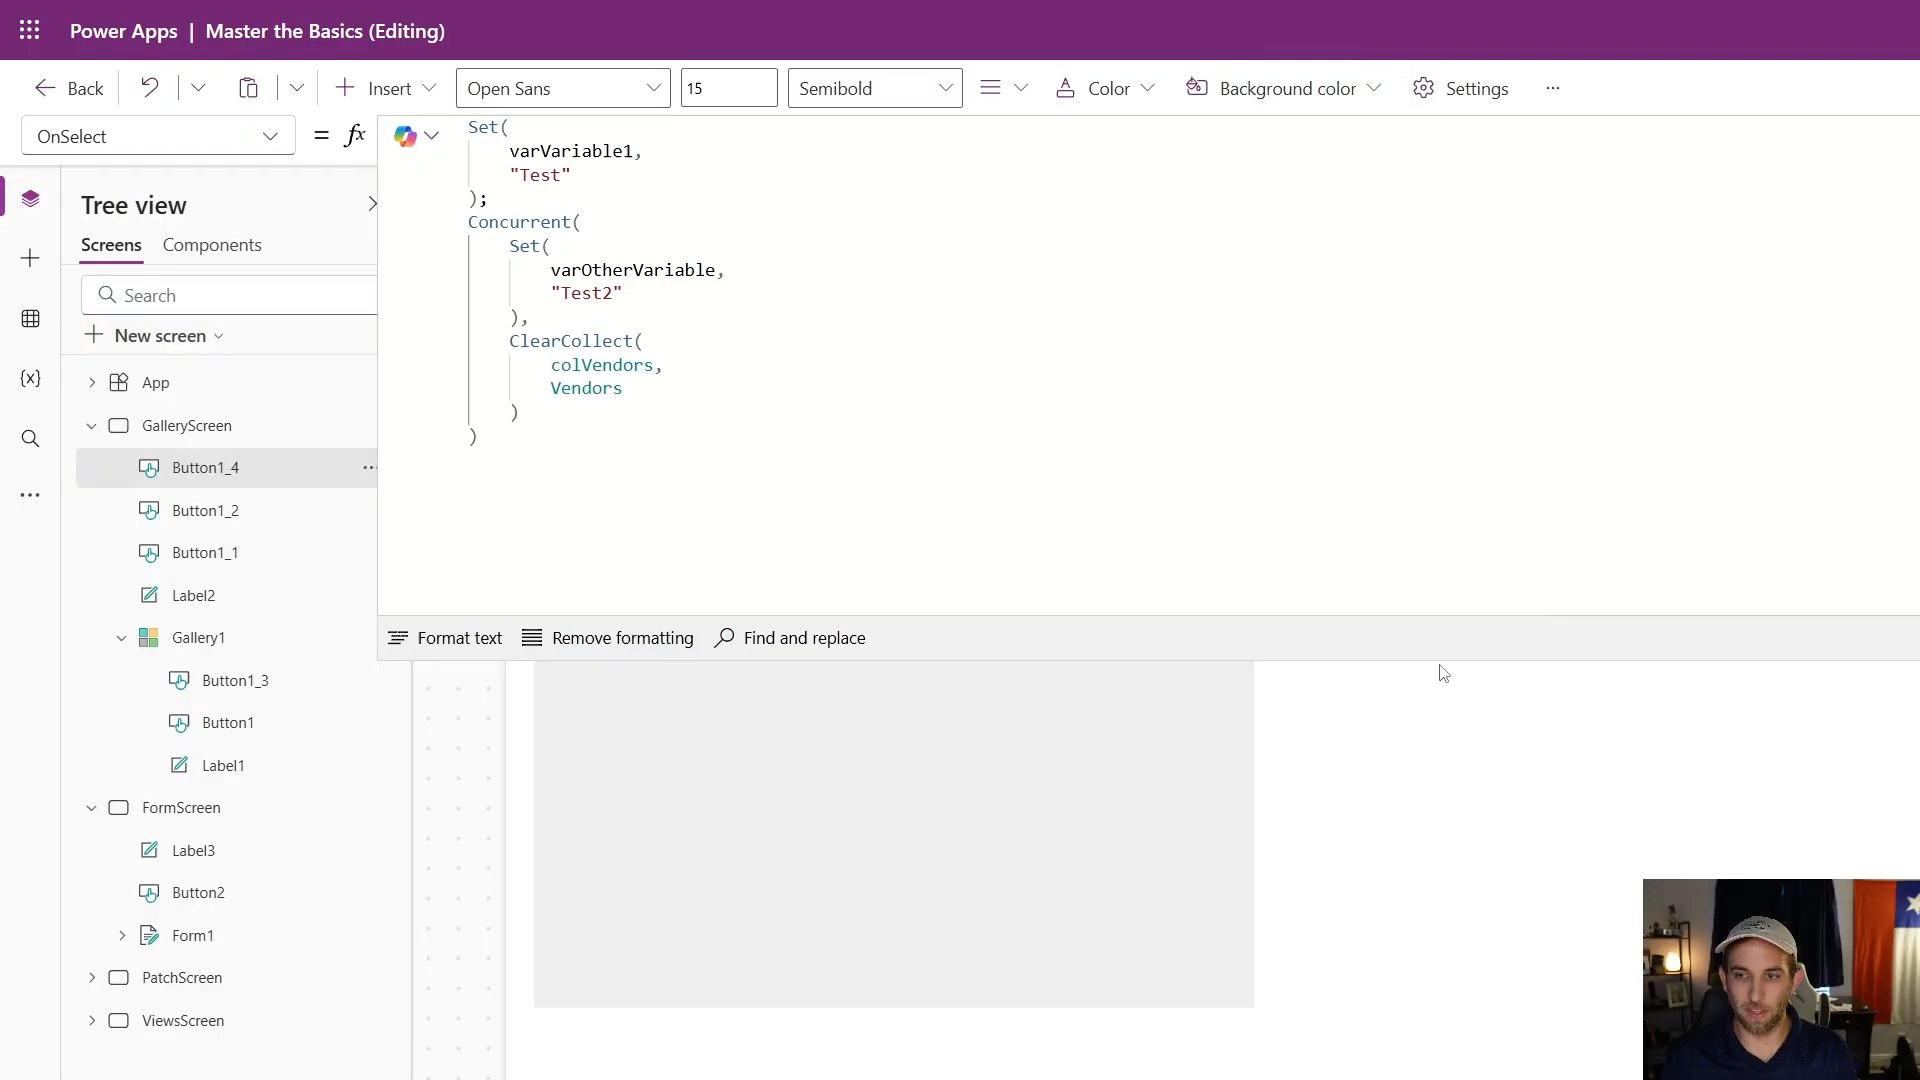 Power Apps | Master the Basics (Editing)
Back
Insert
Open Sans
15
Semibold
Color
Background color
Settings
OnSelect
= fx
Set(
varVariable1,
"Test"
);
Concurrent(
Set(
varOtherVariable,
"Test2"
),
ClearCollect(
colVendors,
Vendors
)
)
Tree view
Screens
Components
Search
New screen
App
GalleryScreen
Button1_4
Button1_2
Button1_1
Label2
Gallery1
Button1_3
Button1
Label1
FormScreen
Label3
Button2
Form1
PatchScreen
ViewsScreen
Format text
Remove formatting
Find and replace